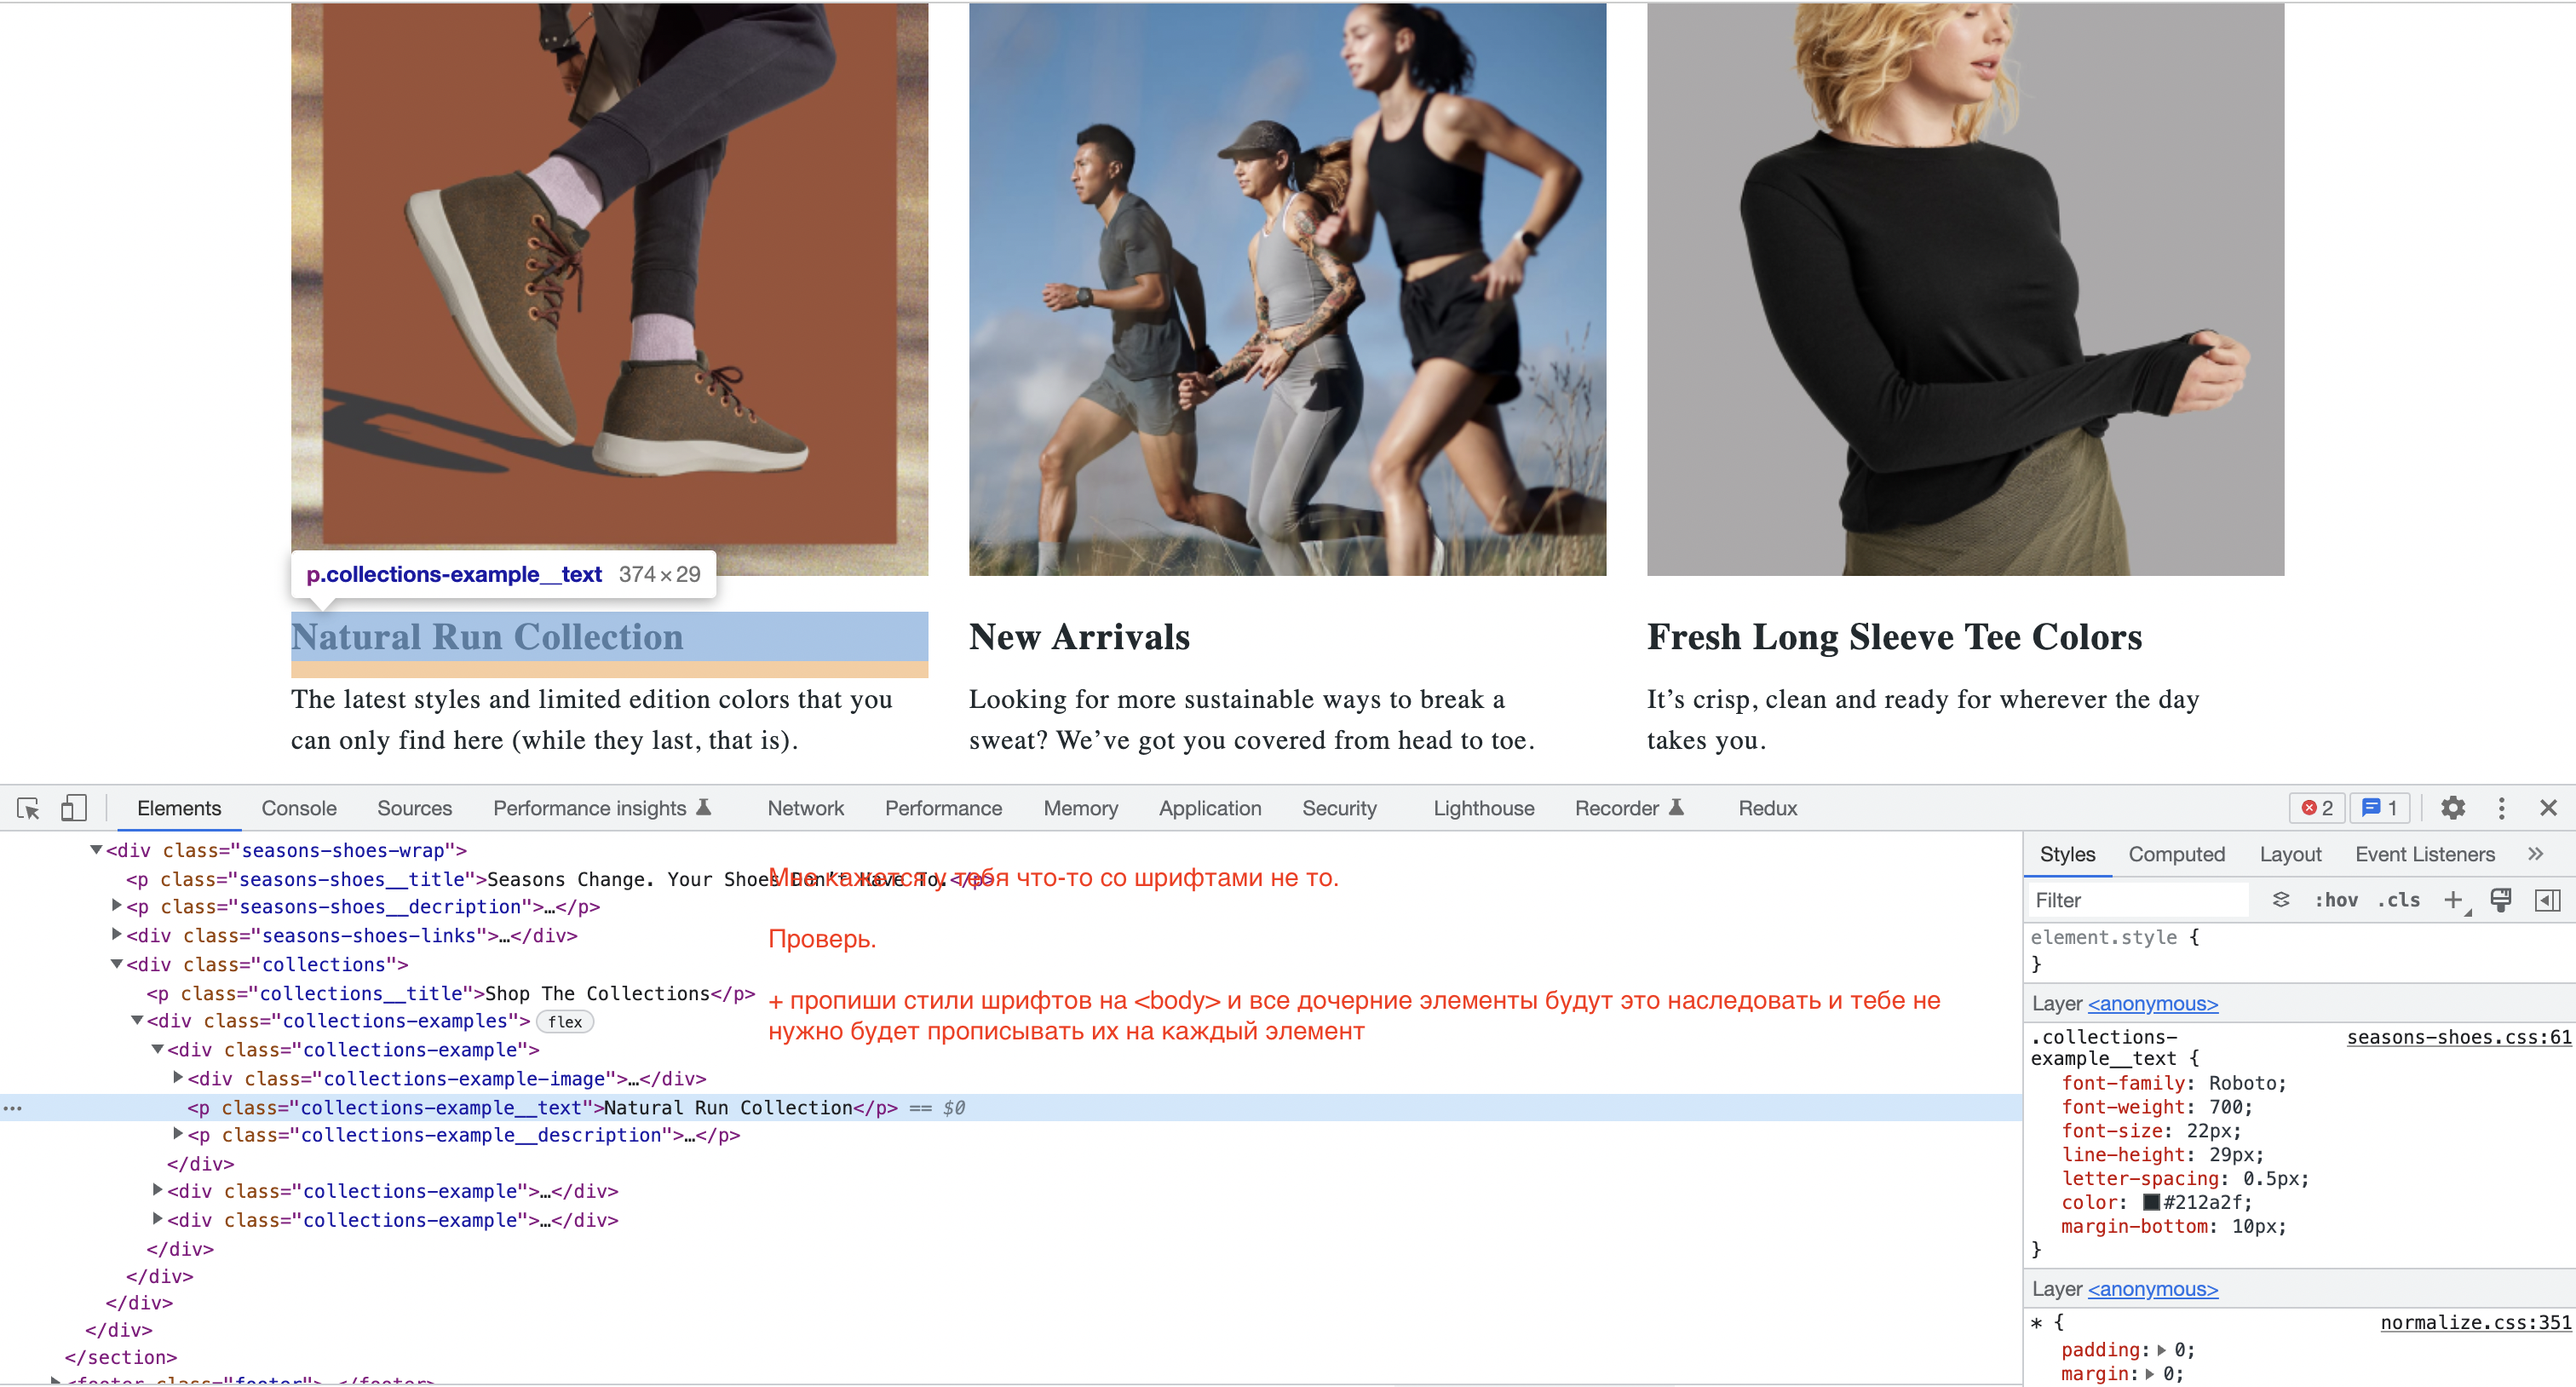 p.collections-example__text 374 × 29
Natural Run Collection
The latest styles and limited edition colors that you
can only find here (while they last, that is).
New Arrivals
Looking for more sustainable ways to break a
sweat? We’ve got you covered from head to toe.
Fresh Long Sleeve Tee Colors
It’s crisp, clean and ready for wherever the day
takes you.
Elements Console Sources Performance insights Network Performance Memory Application Security Lighthouse Recorder Redux 2 1
<div class="seasons-shoes-wrap">
<p class="seasons-shoes__title">Seasons Change. Your Shoes Don’t Have To.</p>
<p class="seasons-shoes__decription">…</p>
<div class="seasons-shoes-links">…</div>
<div class="collections">
<p class="collections__title">Shop The Collections</p>
<div class="collections-examples"> flex
<div class="collections-example">
<div class="collections-example-image">…</div>
<p class="collections-example__text">Natural Run Collection</p> == $0
<p class="collections-example__description">…</p>
</div>
<div class="collections-example">…</div>
<div class="collections-example">…</div>
</div>
</div>
</div>
</div>
</section>
<footer class="footer">…</footer>
Мне кажется у тебя что-то со шрифтами не то.
Проверь.
+ пропиши стили шрифтов на <body> и все дочерние элементы будут это наследовать и тебе не
нужно будет прописывать их на каждый элемент
Styles Computed Layout Event Listeners
Filter :hov .cls
element.style {
}
Layer <anonymous>
.collections- seasons-shoes.css:61
example__text {
font-family: Roboto;
font-weight: 700;
font-size: 22px;
line-height: 29px;
letter-spacing: 0.5px;
color: #212a2f;
margin-bottom: 10px;
}
Layer <anonymous>
* { normalize.css:351
padding: 0;
margin: 0;